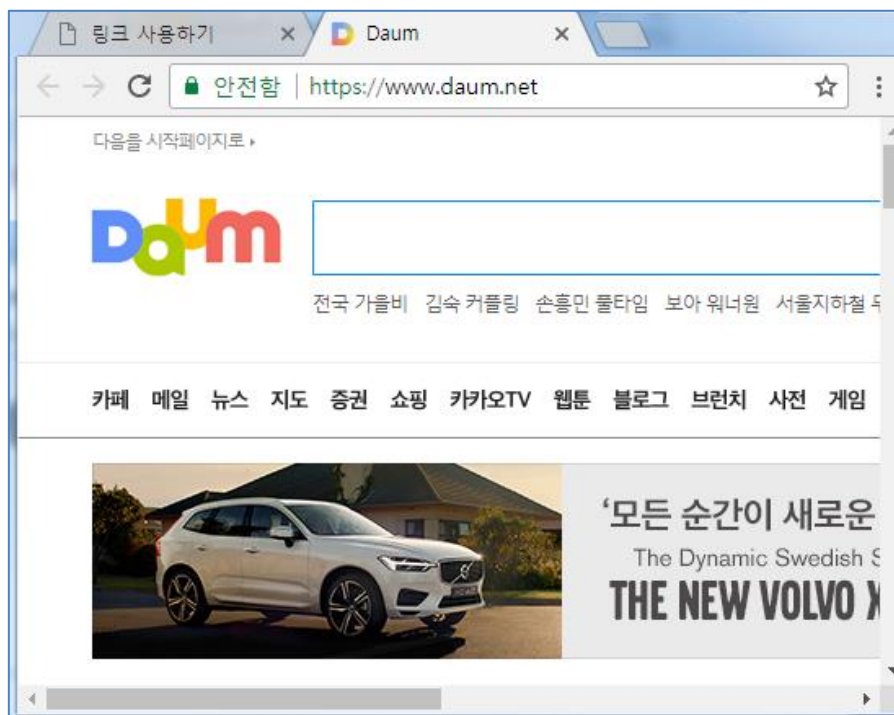 링크 사용하기
Daum
안전함 https://www.daum.net
다음을 시작페이지로
Daum
전국 가을비 김숙 커플링 손흥민 풀타임 보아 워너원 서울지하철
카페 메일 뉴스 지도 증권 쇼핑 카카오TV 웹툰 블로그 브런치 사전 게임
‘모든 순간이 새로운
The Dynamic Swedish S
THE NEW VOLVO X